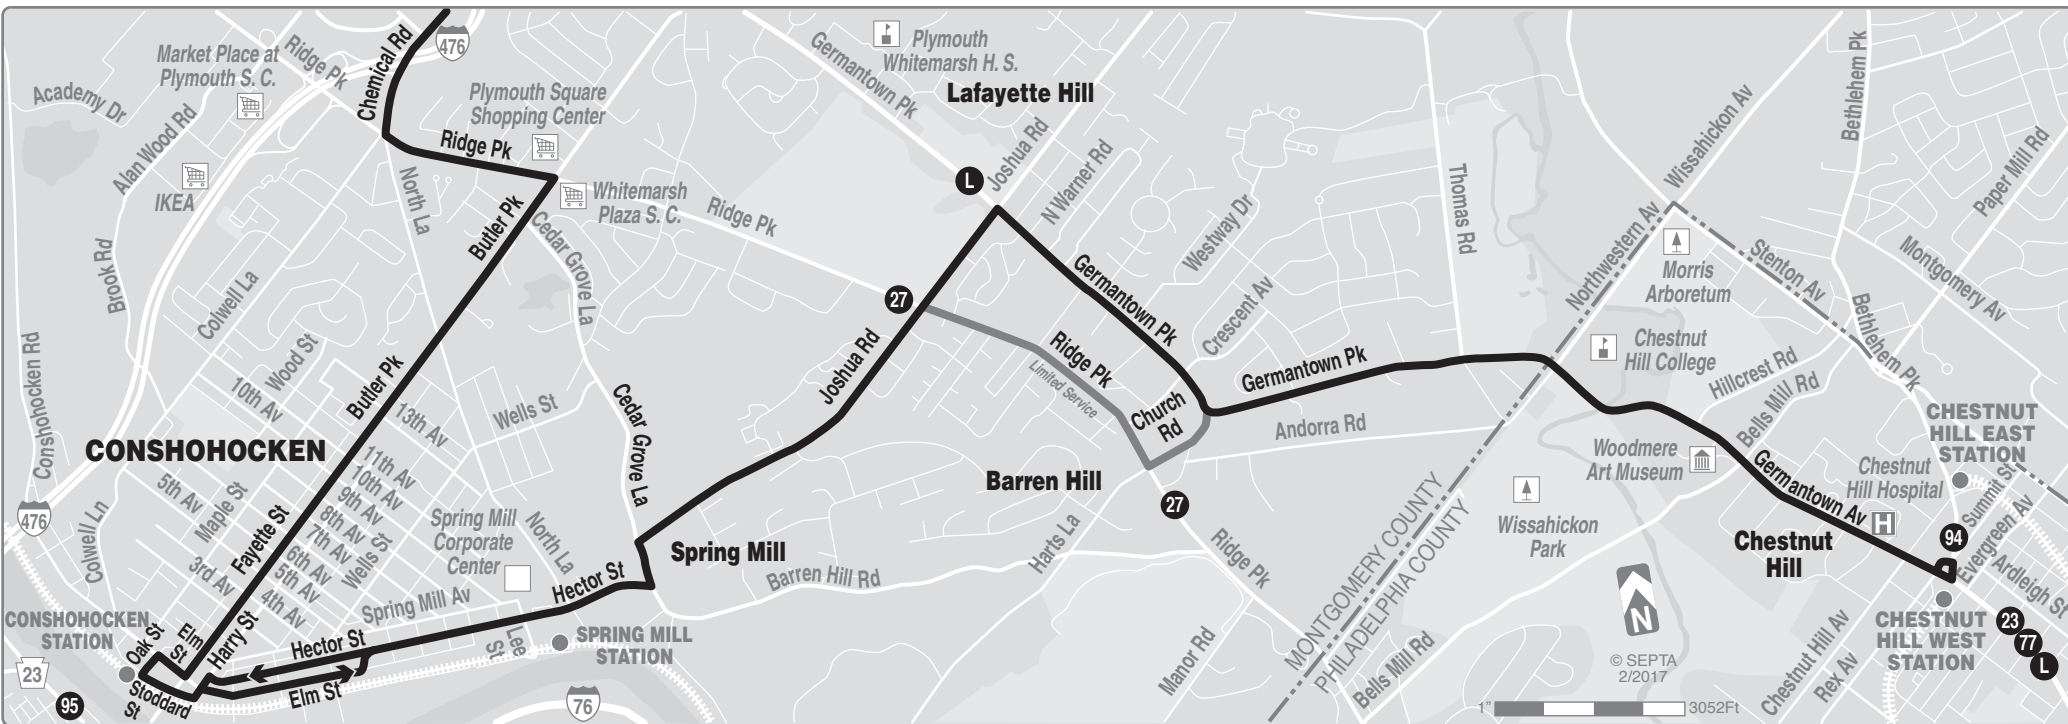 Chemical Rd
476
Market Place at
Plymouth S. C.
Ridge Pk
Academy Dr
Alan Wood Rd
IKEA
Plymouth Square
Shopping Center
Ridge Pk
Germantown Pk
Plymouth
Whitemarsh H. S.
Lafayette Hill
L
Joshua Rd
N Warner Rd
Westway Dr
Thomas Rd
Wissahickon Av
Bethlehem Pk
Paper Mill Rd
North La
Butler Pk
Whitemarsh
Plaza S. C.
Ridge Pk
Cedar Grove La
Brook Rd
Colwell La
27
Germantown Pk
Crescent Av
Northwestern Av
Morris
Arboretum
Stenton Av
Montgomery Av
Bethlehem Pk
Conshohocken Rd
Wood St
10th Av
Butler Pk
13th Av
Wells St
Cedar Grove La
Joshua Rd
Ridge Pk
Limited Service
Church
Rd
Germantown Pk
Andorra Rd
Chestnut
Hill College
Hillcrest Rd
Bells Mill Rd
CHESTNUT
HILL EAST
STATION
CONSHOHOCKEN
11th Av
10th Av
9th Av
8th Av
7th Av
6th Av
5th Av
4th Av
Wells St
5th Av
Maple St
3rd Av
Fayette St
476
Colwell Ln
Spring Mill
Corporate
Center
North La
Spring Mill
Barren Hill
27
Harts La
Barren Hill Rd
Ridge Pk
MONTGOMERY COUNTY
PHILADELPHIA COUNTY
Wissahickon
Park
Woodmere
Art Museum
Germantown Av
Chestnut
Hill Hospital
H
Chestnut
Hill
94
Summit St
Evergreen Av
Ardleigh St
CONSHOHOCKEN
STATION
Oak St
Elm
St
Harry St
Spring Mill Av
Hector St
Hector St
Elm St
Stoddard
St
Lee
St
SPRING MILL
STATION
23
95
76
Manor Rd
Bells Mill Rd
N
© SEPTA
2/2017
1"
3052Ft
Chestnut Hill Av
Rex Av
CHESTNUT
HILL WEST
STATION
23
77
L